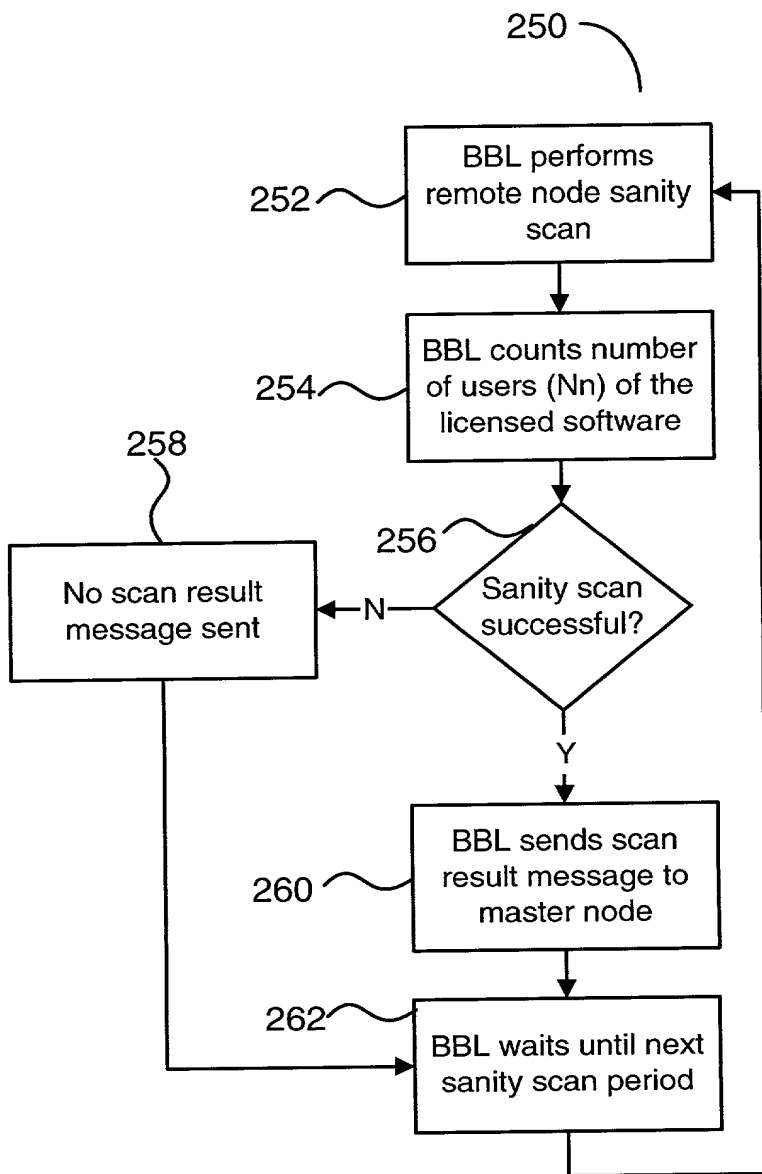 250
BBL performs
remote node sanity
scan
252
BBL counts number
of users (Nn) of the
licensed software
254
258
256
Sanity scan
successful?
N
No scan result
message sent
Y
BBL sends scan
result message to
master node
260
262
BBL waits until next
sanity scan period